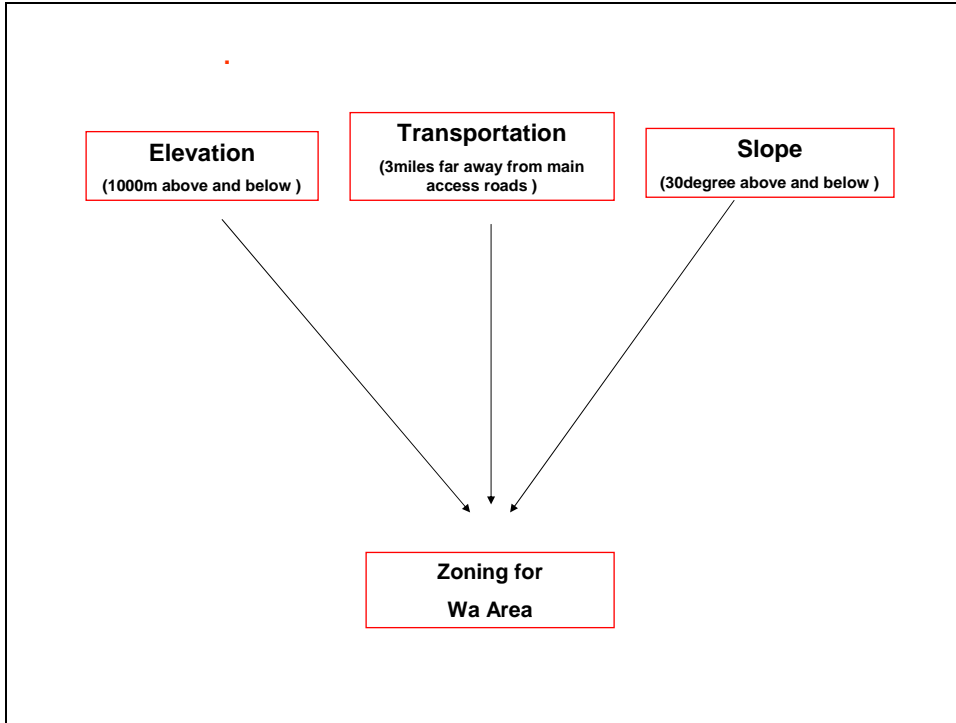 .
Elevation
(1000m above and below )
Transportation
(3miles far away from main
access roads )
Slope
(30degree above and below )
Zoning for
Wa Area